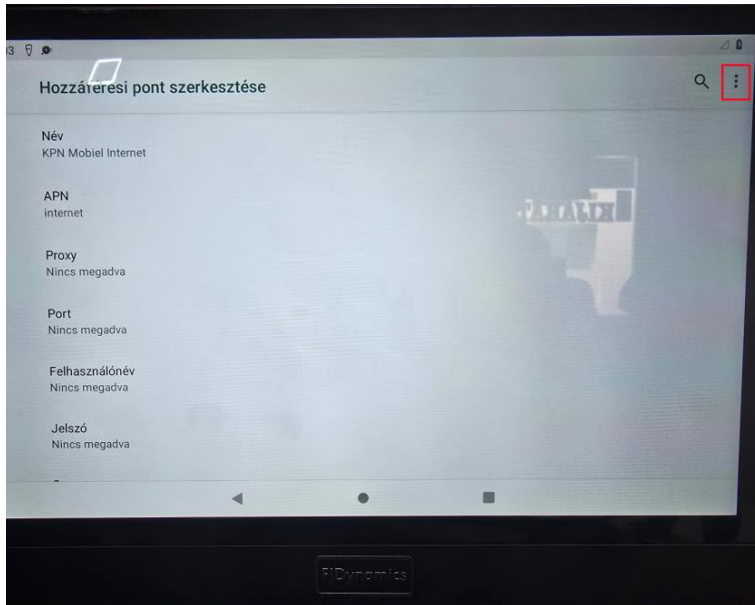 Hozzáférési pont szerkesztése
Név
KPN Mobiel Internet
APN
internet
Proxy
Nincs megadva
Port
Nincs megadva
Felhasználónév
Nincs megadva
Jelszó
Nincs megadva
FJDynamics